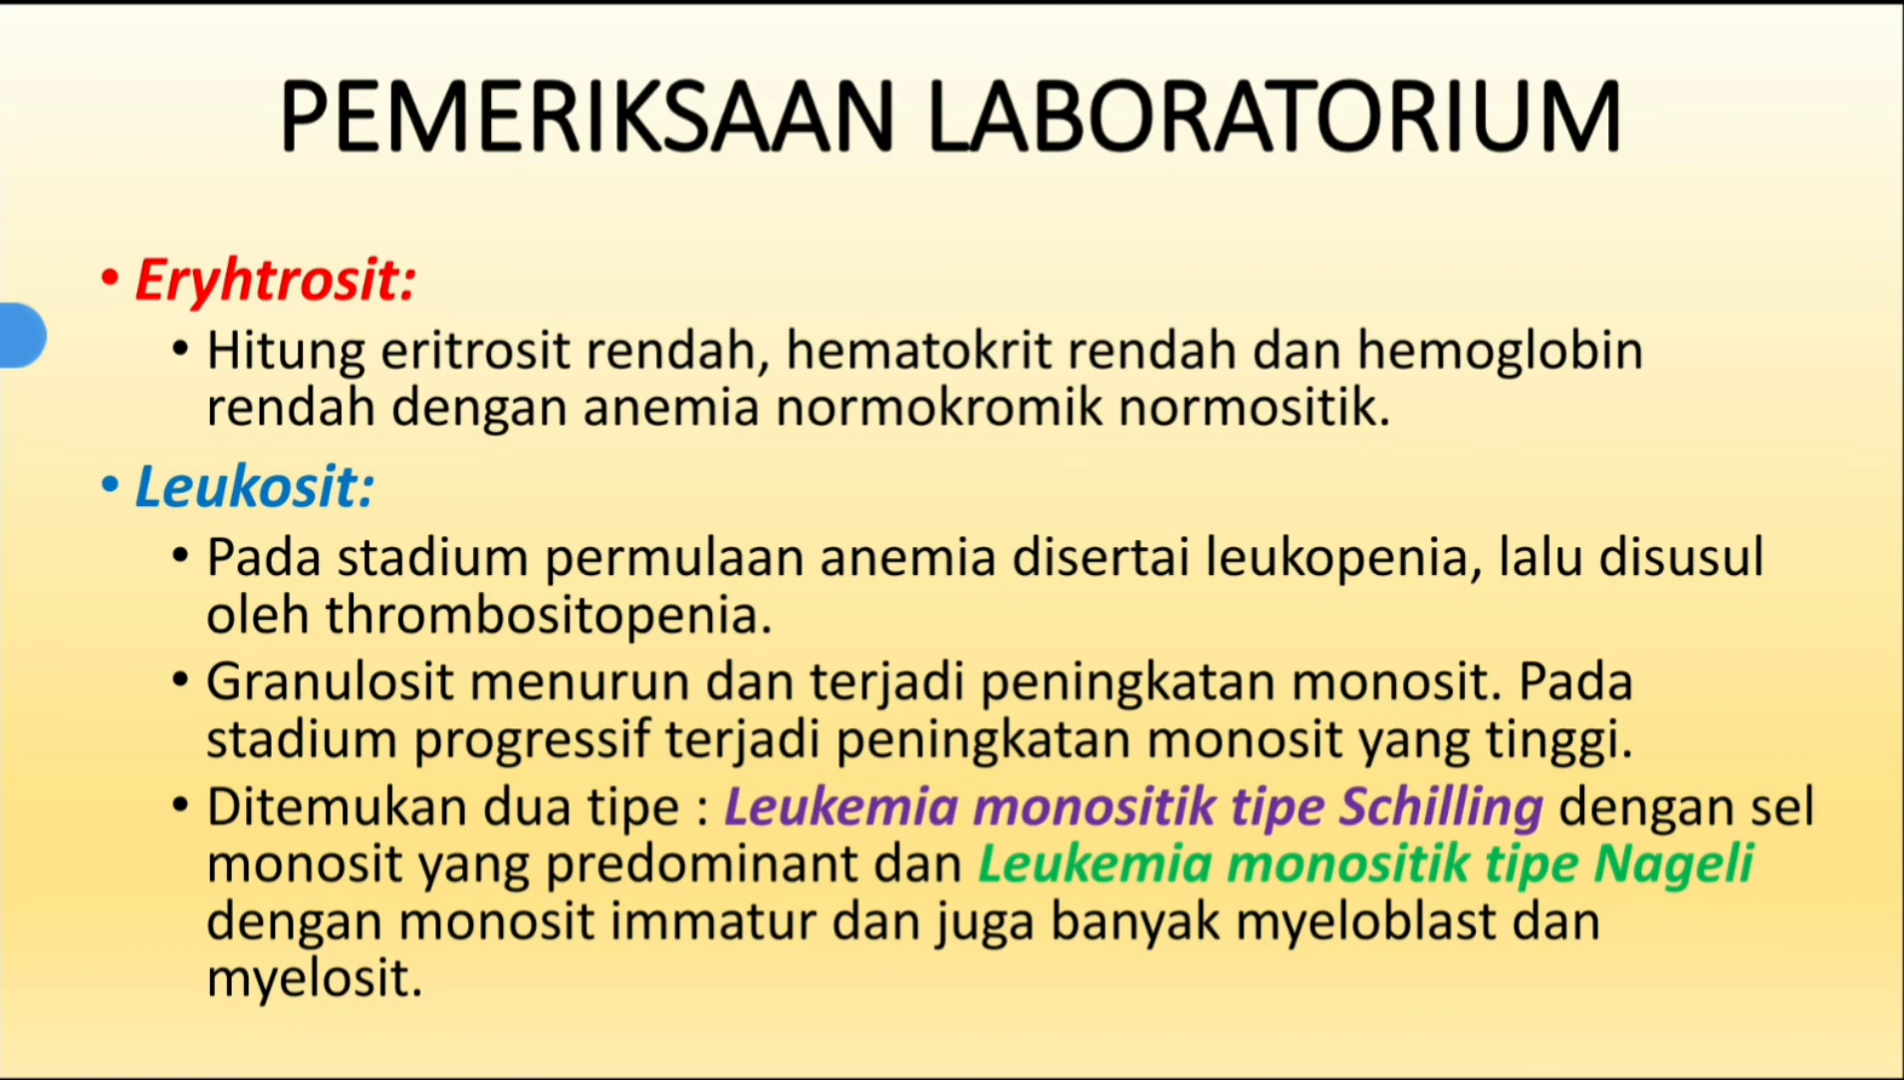 PEMERIKSAAN LABORATORIUM
• Eryhtrosit:
• Hitung eritrosit rendah, hematokrit rendah dan hemoglobin
rendah dengan anemia normokromik normositik.
• Leukosit:
• Pada stadium permulaan anemia disertai leukopenia, lalu disusul
oleh thrombositopenia.
• Granulosit menurun dan terjadi peningkatan monosit. Pada
stadium progressif terjadi peningkatan monosit yang tinggi.
• Ditemukan dua tipe : Leukemia monositik tipe Schilling dengan sel
monosit yang predominant dan Leukemia monositik tipe Nageli
dengan monosit immatur dan juga banyak myeloblast dan
myelosit.